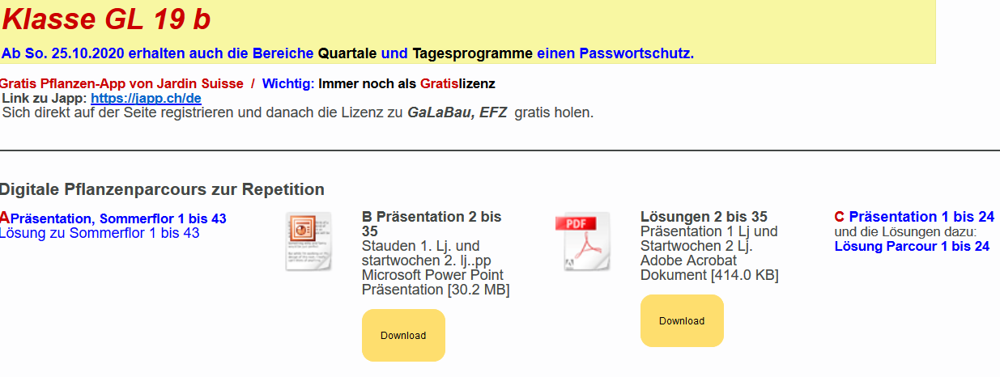 Klasse GL 19 b
Ab So. 25.10.2020 erhalten auch die Bereiche Quartale und Tagesprogramme einen Passwortschutz.
Gratis Pflanzen-App von Jardin Suisse / Wichtig: Immer noch als Gratislizenz
Link zu Japp: https://japp.ch/de
Sich direkt auf der Seite registrieren und danach die Lizenz zu GaLaBau, EFZ gratis holen.
Digitale Pflanzenparcours zur Repetition
APräsentation, Sommerflor 1 bis 43
Lösung zu Sommerflor 1 bis 43
B Präsentation 2 bis
35
Stauden 1. Lj. und
startwochen 2. lj..pp
Microsoft Power Point
Präsentation [30.2 MB]
Download
PDF
Adobe
Lösungen 2 bis 35
Präsentation 1 Lj und
Startwochen 2 Lj.
Adobe Acrobat
Dokument [414.0 KB]
Download
C Präsentation 1 bis 24
und die Lösungen dazu:
Lösung Parcour 1 bis 24